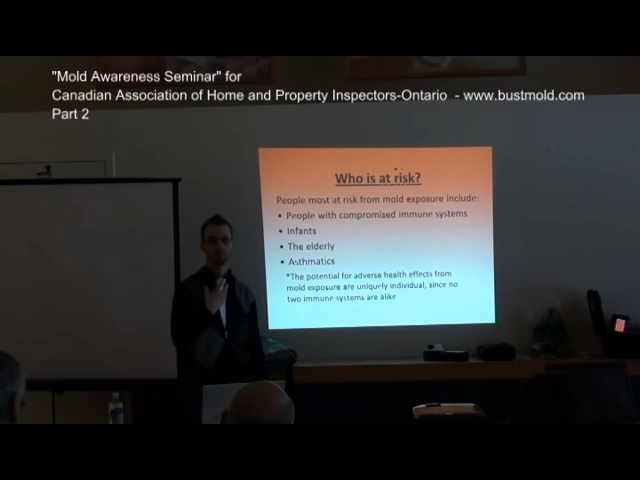 "Mold Awareness Seminar" for
Canadian Association of Home and Property Inspectors-Ontario - www.bustmold.com
Part 2
Who is at risk?
People most at risk from mold exposure include:
• People with compromised immune systems
• Infants
• The elderly
• Asthmatics
*The potential for adverse health effects from
mold exposure are uniquely individual, since no
two immune systems are alike